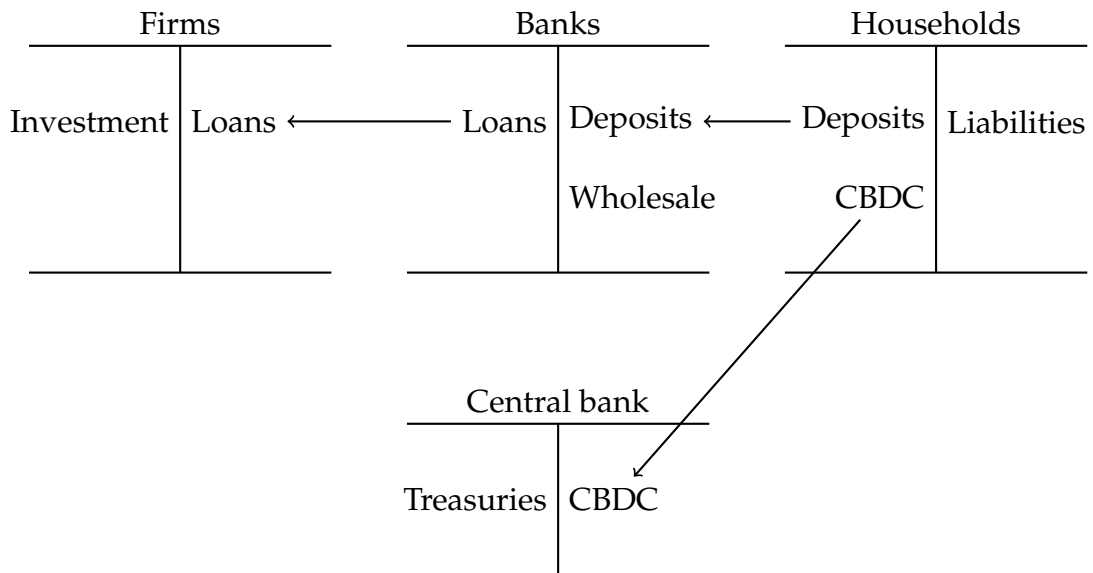 Firms
Banks
Households
Investment
Loans
Loans
Deposits
Deposits
Liabilities
Wholesale
CBDC
Central bank
Treasuries
CBDC